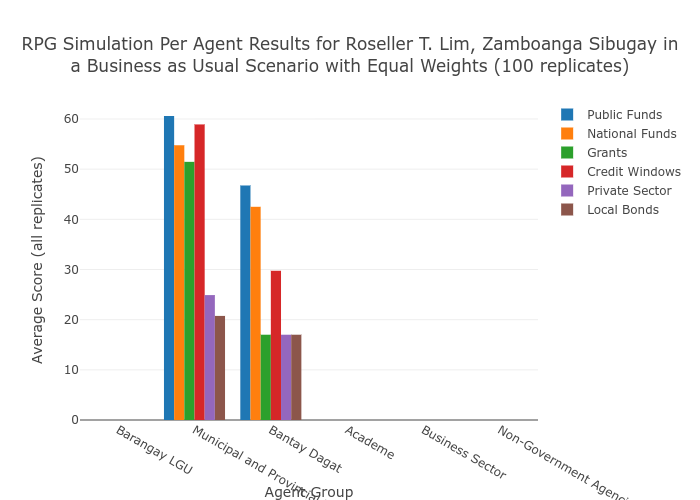 RPG Simulation Per Agent Results for Roseller T. Lim, Zamboanga Sibugay in
a Business as Usual Scenario with Equal Weights (100 replicates)
Public Funds
National Funds
Grants
Credit Windows
Private Sector
Local Bonds
Average Score (all replicates)
60
50
40
30
20
10
0
Barangay LGU
Municipal and
Bantay Dagat
Academe
Business Sector
Non-Government
Agent Group